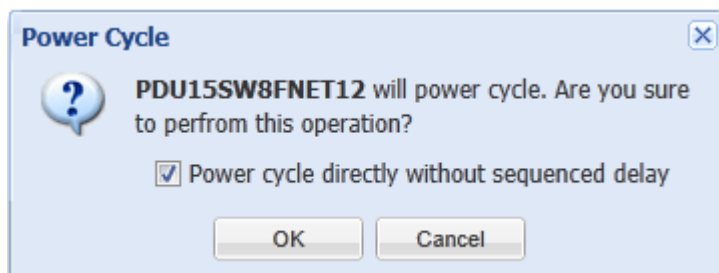 Power Cycle
PDU15SW8FNET12 will power cycle. Are you sure
to perfrom this operation?
Power cycle directly without sequenced delay
OK
Cancel